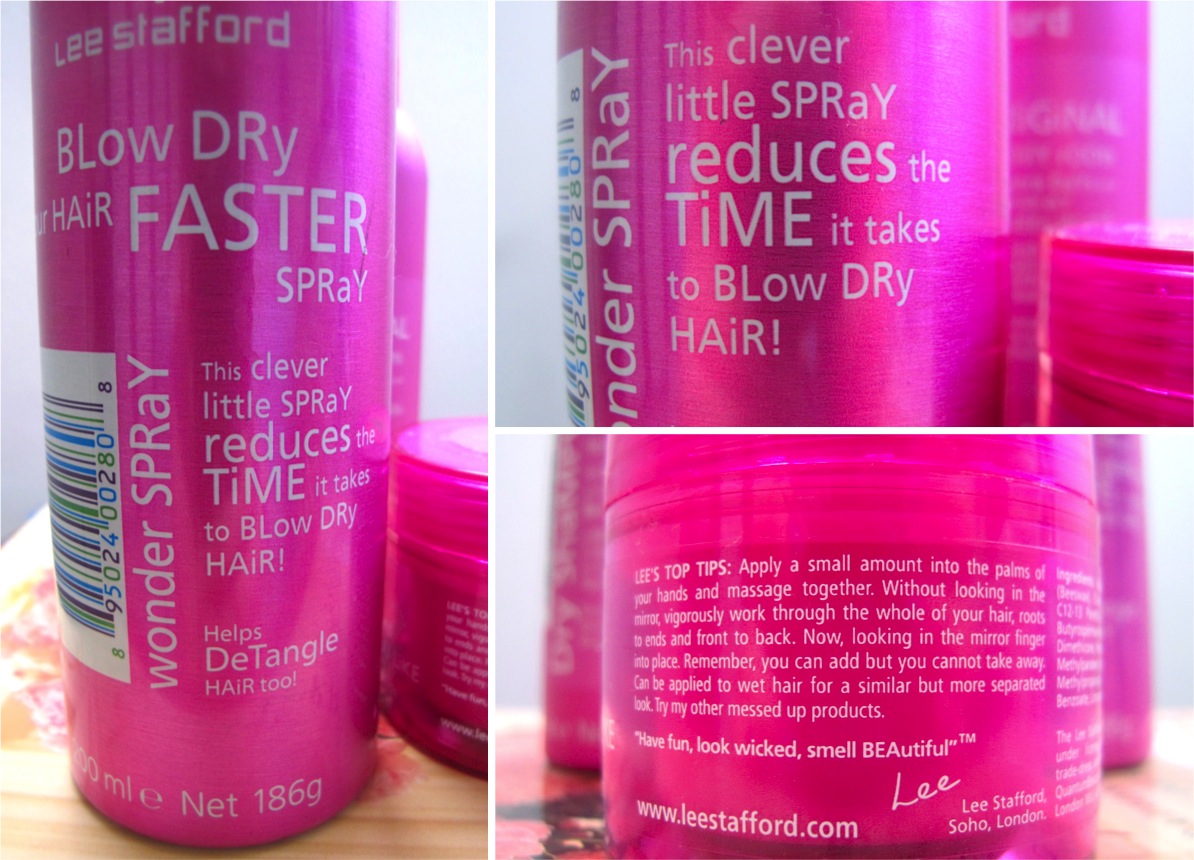 Lee Stafford
BLow DRy
HAiR FASTER
SPRaY
8 95024 00280 8
wonder SPRaY
This clever
little SPRaY
reduces the
TiME it takes
to BLow DRy
HAiR!
Helps
DeTangle
HAiR too!
ml e Net 186g
SPRaY
95024 00280 8
This clever
little SPRaY
reduces the
TiME it takes
to BLow DRy
HAiR!
LEE'S TOP TIPS: Apply a small amount into the palms of
your hands and massage together. Without looking in the
mirror, vigorously work through the whole of your hair, roots
to ends and front to back. Now, looking in the mirror finger
into place. Remember, you can add but you cannot take away.
Can be applied to wet hair for a similar but more separated
look. Try my other messed up products.
"Have fun, look wicked, smell BEAutiful"™
Lee
www.leestafford.com
Lee Stafford,
Soho, London.